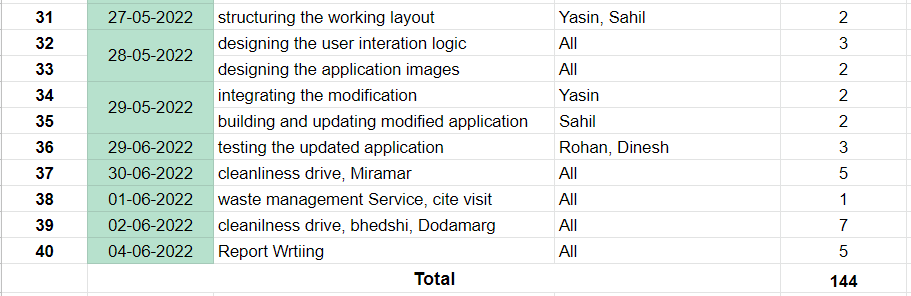 31 27-05-2022 structuring the working layout Yasin, Sahil 2
32 28-05-2022 designing the user interation logic All 3
33 designing the application images All 2
34 29-05-2022 integrating the modification Yasin 2
35 building and updating modified application Sahil 2
36 29-06-2022 testing the updated application Rohan, Dinesh 3
37 30-06-2022 cleanliness drive, Miramar All 5
38 01-06-2022 waste management Service, cite visit All 1
39 02-06-2022 cleanilness drive, bhedshi, Dodamarg All 7
40 04-06-2022 Report Wrtiing All 5
Total 144